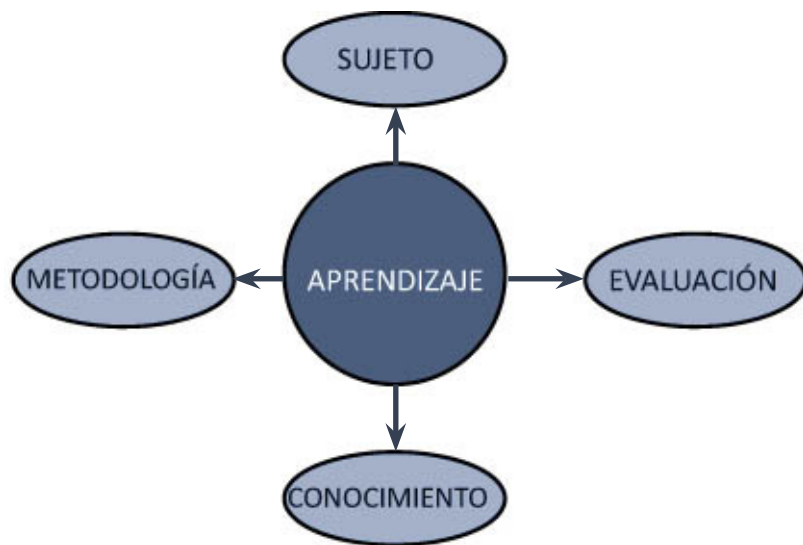 SUJETO
METODOLOGÍA
APRENDIZAJE
EVALUACIÓN
CONOCIMIENTO